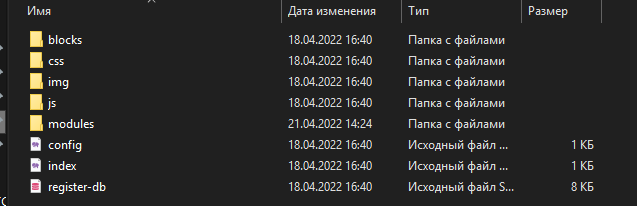 Имя Дата изменения Тип Размер
blocks 18.04.2022 16:40 Папка с файлами
css 18.04.2022 16:40 Папка с файлами
img 18.04.2022 16:40 Папка с файлами
js 18.04.2022 16:40 Папка с файлами
modules 21.04.2022 14:24 Папка с файлами
config 18.04.2022 16:40 Исходный файл ... 1 КБ
index 18.04.2022 16:40 Исходный файл ... 1 КБ
register-db 18.04.2022 16:40 Исходный файл S... 8 КБ